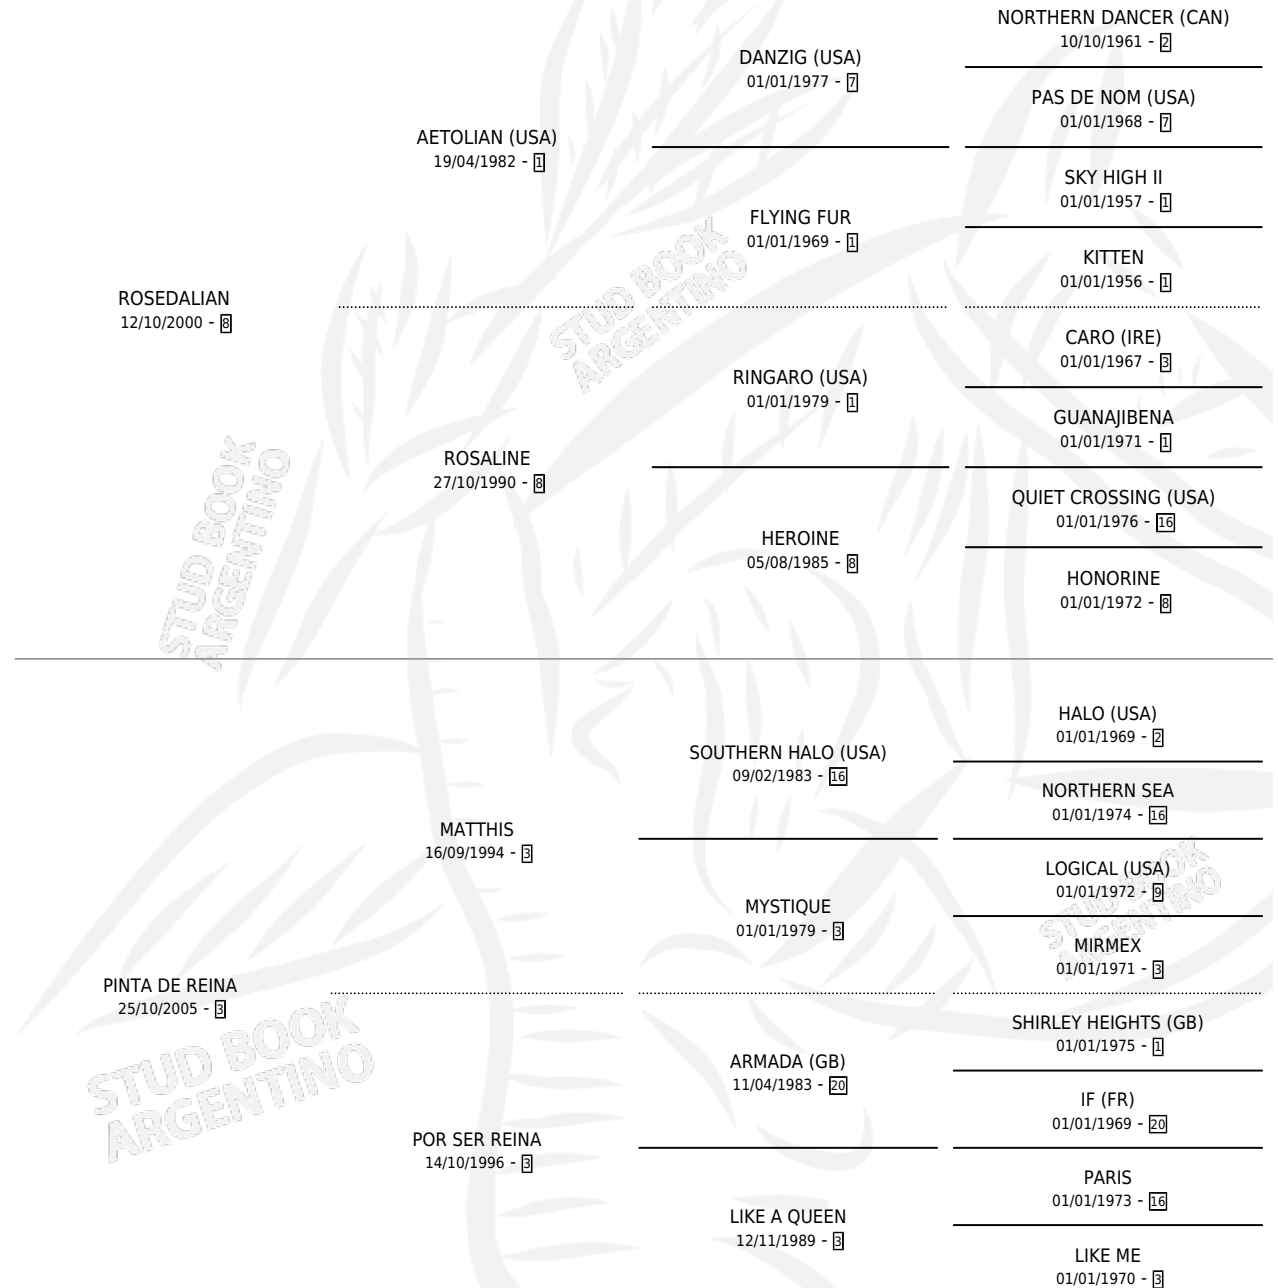 NORTHERN DANCER (CAN)
10/10/1961 - 2
DANZIG (USA)
01/01/1977 - 7
PAS DE NOM (USA)
01/01/1968 - 7
AETOLIAN (USA)
19/04/1982 - 1
SKY HIGH II
01/01/1957 - 1
FLYING FUR
01/01/1969 - 1
KITTEN
01/01/1956 - 1
ROSEDALIAN
12/10/2000 - 8
CARO (IRE)
01/01/1967 - 3
RINGARO (USA)
01/01/1979 - 1
GUANAJIBENA
01/01/1971 - 1
ROSALINE
27/10/1990 - 8
QUIET CROSSING (USA)
01/01/1976 - 16
HEROINE
05/08/1985 - 8
HONORINE
01/01/1972 - 8
HALO (USA)
01/01/1969 - 2
SOUTHERN HALO (USA)
09/02/1983 - 16
NORTHERN SEA
01/01/1974 - 16
MATTHIS
16/09/1994 - 3
LOGICAL (USA)
01/01/1972 - 9
MYSTIQUE
01/01/1979 - 3
MIRMEX
01/01/1971 - 3
PINTA DE REINA
25/10/2005 - 3
SHIRLEY HEIGHTS (GB)
01/01/1975 - 1
ARMADA (GB)
11/04/1983 - 20
IF (FR)
01/01/1969 - 20
POR SER REINA
14/10/1996 - 3
PARIS
01/01/1973 - 16
LIKE A QUEEN
12/11/1989 - 3
LIKE ME
01/01/1970 - 3
STUD BOOK
ARGENTINO
STUD BOOK
ARGENTINO
STUD BOOK
ARGENTINO
STUD BOOK
ARGENTINO